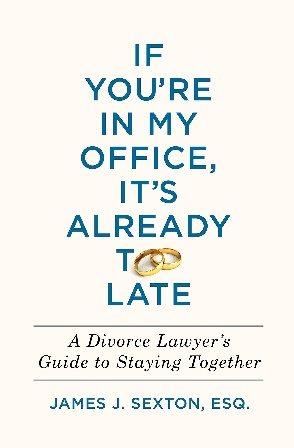 IF
YOU'RE
IN MY
OFFICE,
IT'S
ALREADY
TOO
LATE
A Divorce Lawyer's
Guide to Staying Together
JAMES J. SEXTON, ESQ.